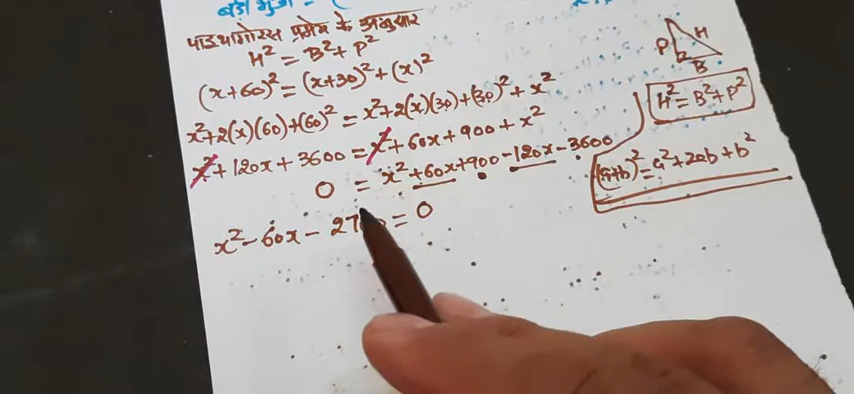 बड़ी भुजा =
पाइथागोरस प्रमेय के अनुसार
H² = B² + P²
(x+60)² = (x+30)² + (x)²
x²+2(x)(60)+(60)² = x²+2(x)(30)+(30)² + x²
x² + 120x + 3600 = x² + 60x + 900 + x²
0 = x² + 60x + 900 - 120x - 3600
x² - 60x - 2700 = 0
P
H
B
H² = B² + P²
(a+b)² = a² + 2ab + b²